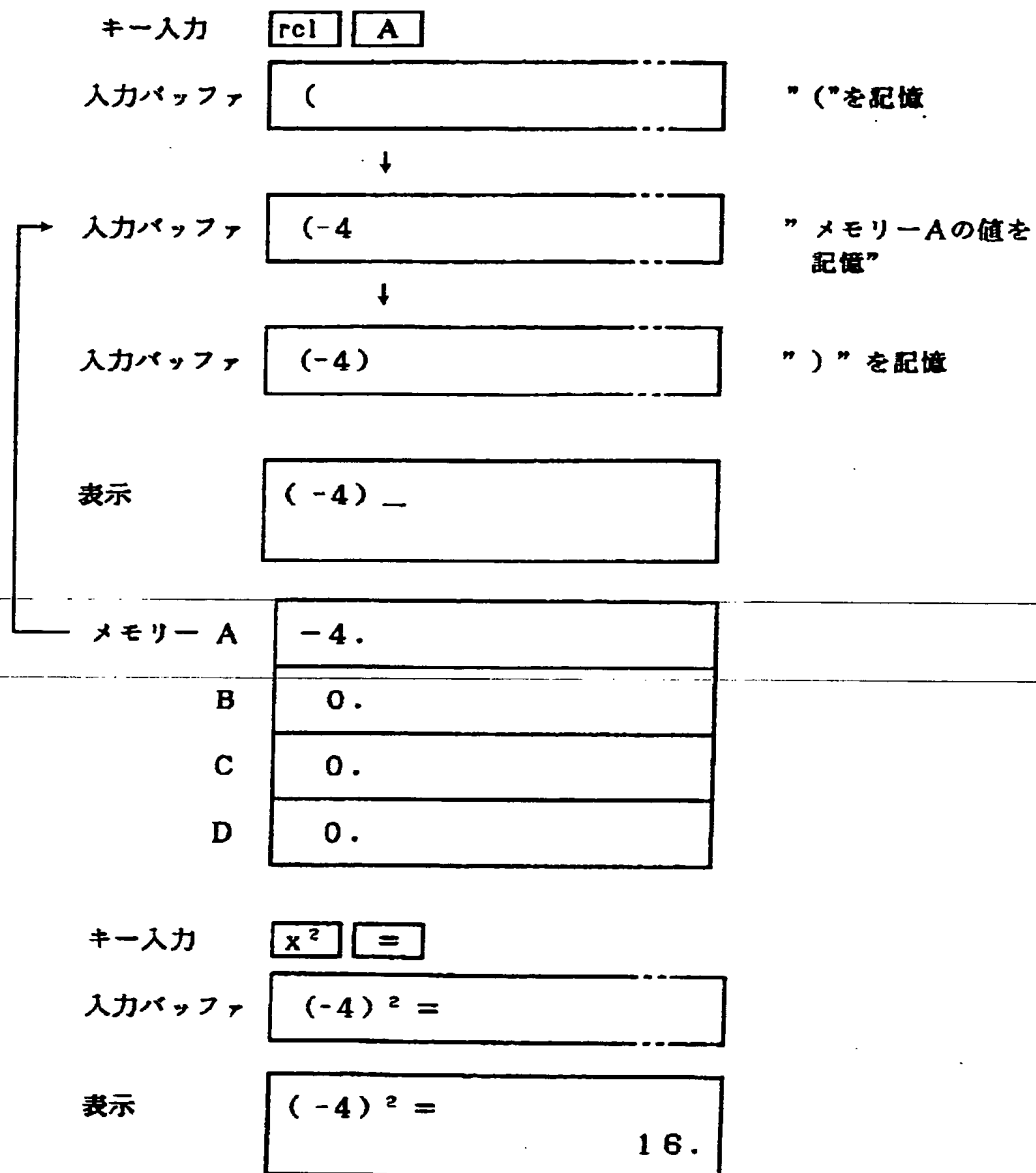 キー入力 rcl A
入力バッファ ( ”(”を記憶
↓
入力バッファ (-4 ” メモリーAの値を
記憶”
↓
入力バッファ (-4) ”)” を記憶
表示 (-4)_
メモリー A -4.
B 0.
C 0.
D 0.
キー入力 x² =
入力バッファ (-4)²=
表示 (-4)²=
16.